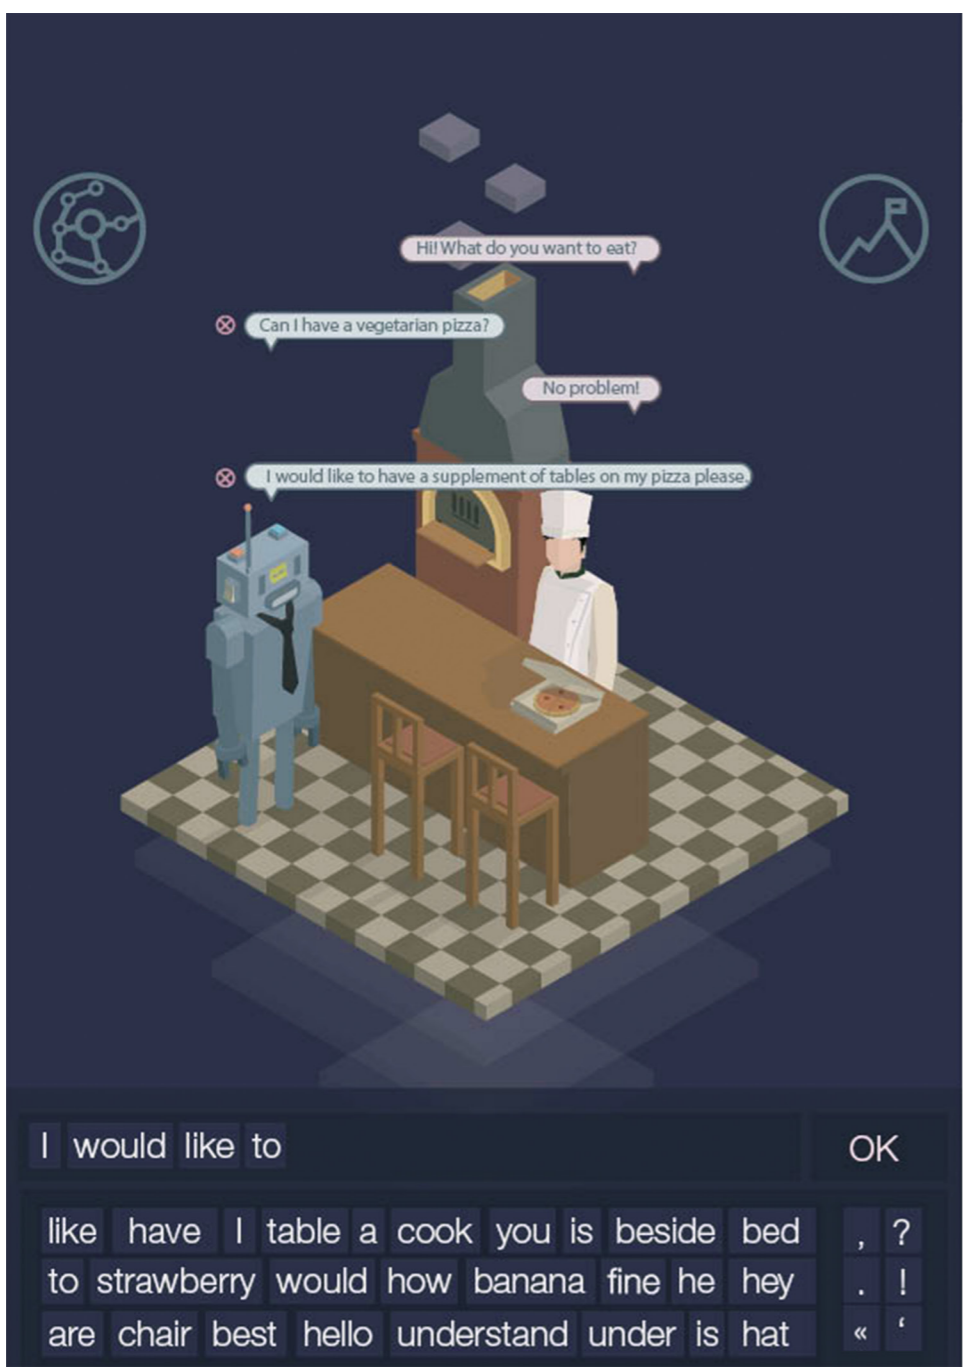 Hi! What do you want to eat?
Can I have a vegetarian pizza?
No problem!
I would like to have a supplement of tables on my pizza please.
I would like to
OK
like have I table a cook you is beside bed , ?
to strawberry would how banana fine he hey . !
are chair best hello understand under is hat « ‘